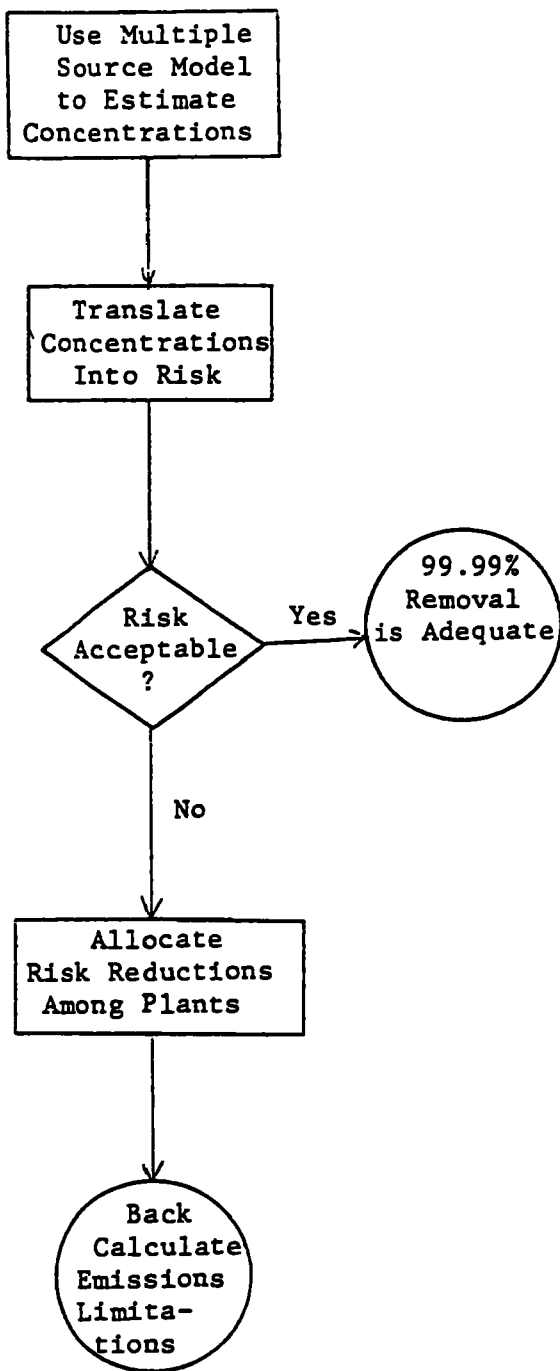 Use Multiple
Source Model
to Estimate
Concentrations
Translate
Concentrations
Into Risk
Risk
Acceptable
?
Yes
99.99%
Removal
is Adequate
No
Allocate
Risk Reductions
Among Plants
Back
Calculate
Emissions
Limita-
tions